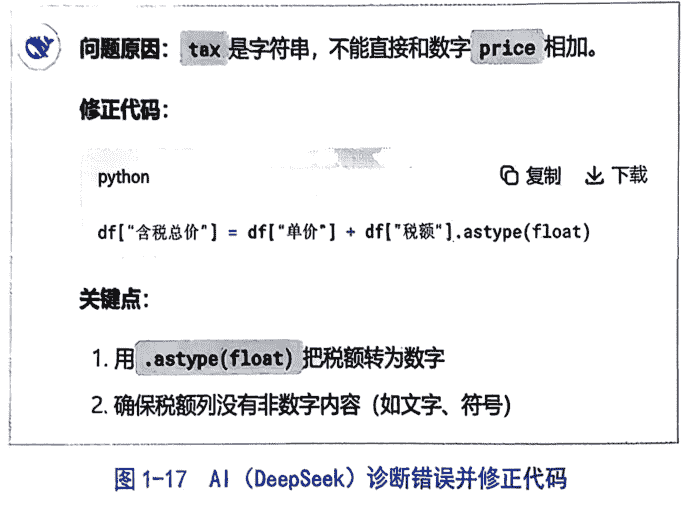 问题原因： tax 是字符串，不能直接和数字 price 相加。
修正代码：
python 复制 下载
df["含税总价"] = df["单价"] + df["税额"].astype(float)
关键点：
1. 用 .astype(float) 把税额转为数字
2. 确保税额列没有非数字内容（如文字、符号）
图 1-17 AI（DeepSeek）诊断错误并修正代码